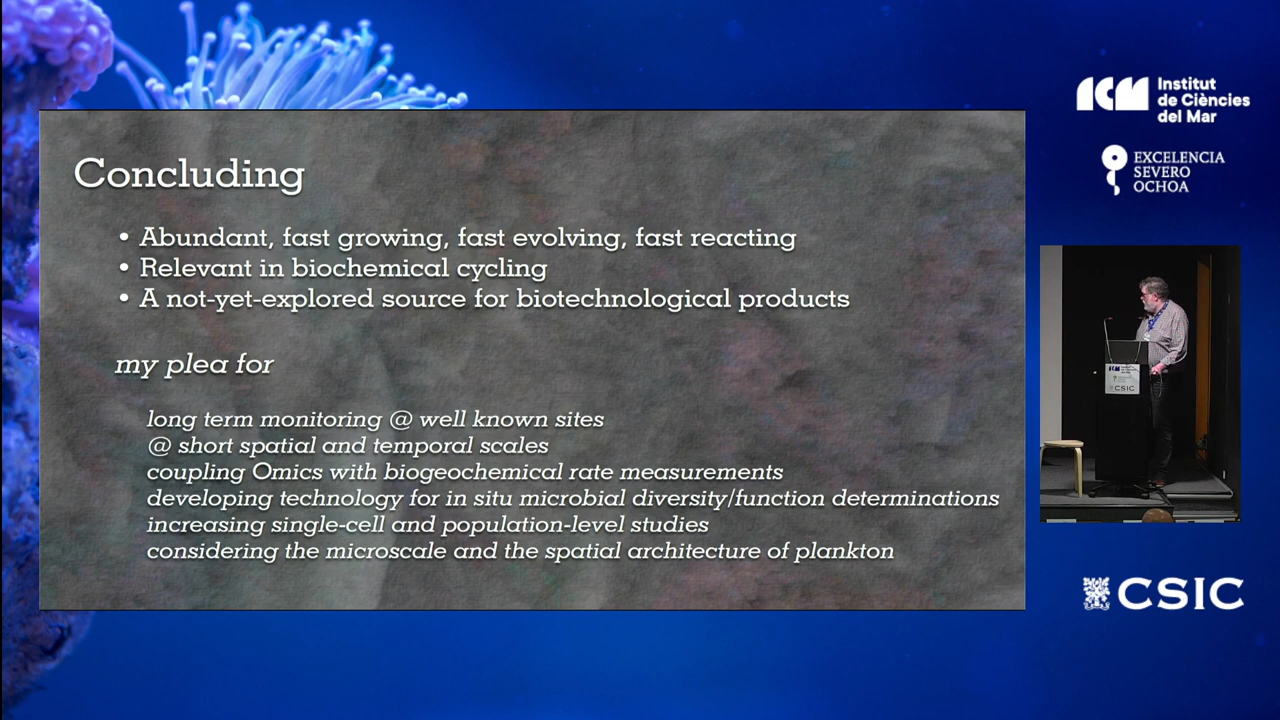 Concluding
• Abundant, fast growing, fast evolving, fast reacting
• Relevant in biochemical cycling
• A not-yet-explored source for biotechnological products
my plea for
long term monitoring @ well known sites
@ short spatial and temporal scales
coupling Omics with biogeochemical rate measurements
developing technology for in situ microbial diversity/function determinations
increasing single-cell and population-level studies
considering the microscale and the spatial architecture of plankton
ICM
Institut
de Ciències
del Mar
EXCELENCIA
SEVERO
OCHOA
CSIC
CSIC